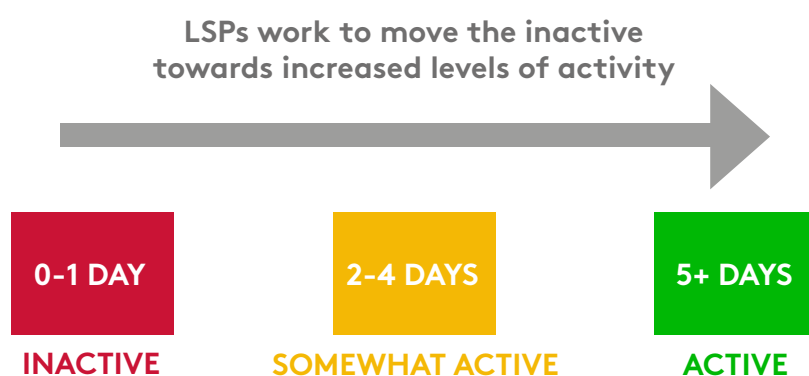 LSPs work to move the inactive
towards increased levels of activity
0-1 DAY
2-4 DAYS
5+ DAYS
INACTIVE
SOMEWHAT ACTIVE
ACTIVE